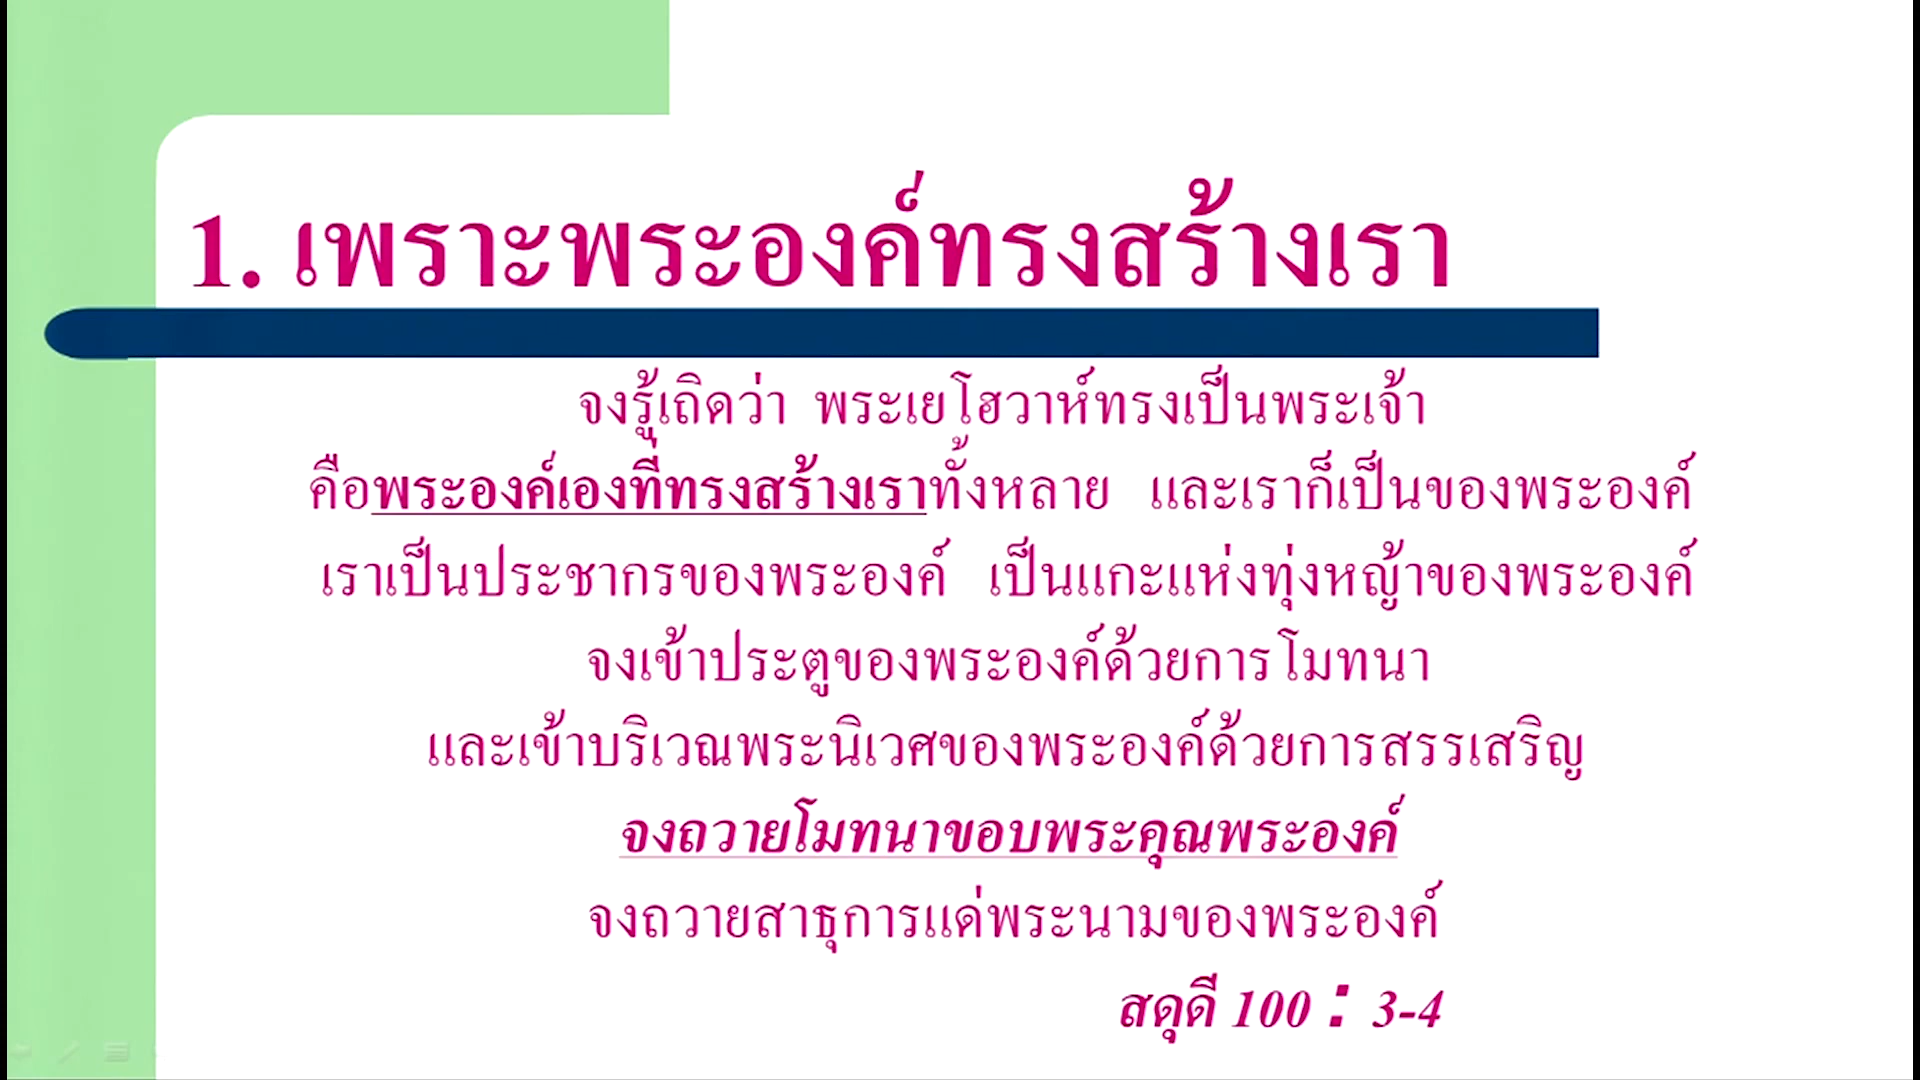 1. เพราะพระองค์ทรงสร้างเรา
จงรู้เถิดว่า พระเยโฮวาห์ทรงเป็นพระเจ้า
คือพระองค์เองที่ทรงสร้างเราทั้งหลาย และเราก็เป็นของพระองค์
เราเป็นประชากรของพระองค์ เป็นแกะแห่งทุ่งหญ้าของพระองค์
จงเข้าประตูของพระองค์ด้วยการโมทนา
และเข้าบริเวณพระนิเวศของพระองค์ด้วยการสรรเสริญ
จงถวายโมทนาขอบพระคุณพระองค์
จงถวายสาธุการแด่พระนามของพระองค์
สดุดี 100 : 3-4